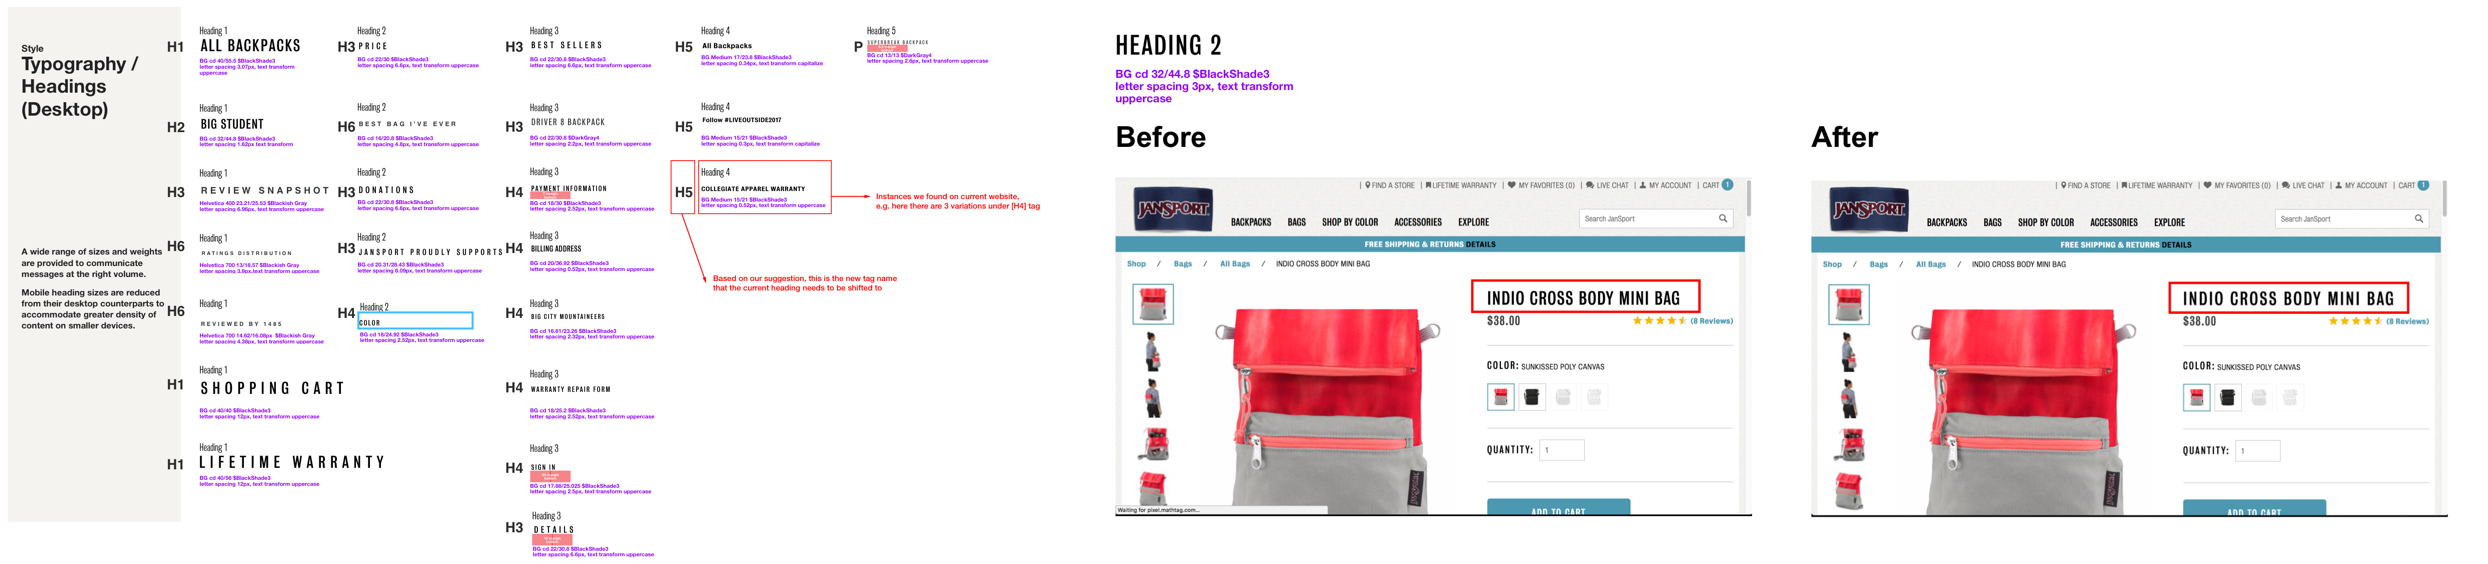 Style
Typography /
Headings
(Desktop)
A wide range of sizes and weights
are provided to communicate
messages at the right volume.
Mobile heading sizes are reduced
from their desktop counterparts to
accommodate greater density of
content on smaller devices.
H1
Heading 1
ALL BACKPACKS
BG cd 40/55.5 $BlackShade3
letter spacing 3.07px, text transform
uppercase
H2
Heading 1
BIG STUDENT
BG cd 32/44.8 $BlackShade3
letter spacing 1.62px text transform
H3
Heading 1
REVIEW SNAPSHOT
Helvetica 400 23.21/25.53 $Blackish Gray
letter spacing 6.96px, text transform uppercase
H6
Heading 1
RATINGS DISTRIBUTION
Helvetica 700 13/16.57 $Blackish Gray
letter spacing 3.9px,text transform uppercase
H6
Heading 1
REVIEWED BY 1485
Helvetica 700 14.62/16.08px $Blackish Gray
letter spacing 4.38px, text transform uppercase
H1
Heading 1
SHOPPING CART
BG cd 40/40 $BlackShade3
letter spacing 12px, text transform uppercase
H1
Heading 1
LIFETIME WARRANTY
BG cd 40/56 $BlackShade3
letter spacing 12px, text transform uppercase
H3
Heading 2
PRICE
BG cd 22/30 $BlackShade3
letter spacing 6.6px, text transform uppercase
H6
Heading 2
BEST BAG I'VE EVER
BG cd 16/20.8 $BlackShade3
letter spacing 4.8px, text transform uppercase
H3
Heading 2
DONATIONS
BG cd 22/30.8 $BlackShade3
letter spacing 6.6px, text transform uppercase
H3
Heading 2
JANSPORT PROUDLY SUPPORTS
BG cd 20.31/28.43 $BlackShade3
letter spacing 6.09px, text transform uppercase
H4
Heading 2
COLOR
BG cd 18/24.92 $BlackShade3
letter spacing 2.52px, text transform uppercase
H3
Heading 3
BEST SELLERS
BG cd 22/30.8 $BlackShade3
letter spacing 6.6px, text transform uppercase
H3
Heading 3
DRIVER 8 BACKPACK
BG cd 22/30.8 $DarkGray4
letter spacing 2.2px, text transform uppercase
H4
Heading 3
PAYMENT INFORMATION
BG cd 18/30 $BlackShade3
letter spacing 2.52px, text transform uppercase
H4
Heading 3
BILLING ADDRESS
BG cd 20/36.92 $BlackShade3
letter spacing 0.52px, text transform uppercase
H4
Heading 3
BIG CITY MOUNTAINEERS
BG cd 16.61/23.26 $BlackShade3
letter spacing 2.32px, text transform uppercase
H4
Heading 3
WARRANTY REPAIR FORM
BG cd 18/25.2 $BlackShade3
letter spacing 2.52px, text transform uppercase
H4
Heading 3
SIGN IN
BG cd 17.88/25.025 $BlackShade3
letter spacing 2.5px, text transform uppercase
H3
Heading 3
DETAILS
BG cd 22/30.8 $BlackShade3
letter spacing 6.6px, text transform uppercase
H5
Heading 4
All Backpacks
BG Medium 17/23.8 $BlackShade3
letter spacing 0.34px, text transform capitalize
H5
Heading 4
Follow #LIVEOUTSIDE2017
BG Medium 15/21 $BlackShade3
letter spacing 0.3px, text transform capitalize
H5
Heading 4
COLLEGIATE APPAREL WARRANTY
BG Medium 15/21 $BlackShade3
letter spacing 0.52px, text transform uppercase
Instances we found on current website,
e.g. here there are 3 variations under [H4] tag
Based on our suggestion, this is the new tag name
that the current heading needs to be shifted to
P
Heading 5
SUPERBREAK BACKPACK
BG cd 13/13 $DarkGray4
letter spacing 2.6px, text transform uppercase
HEADING 2
BG cd 32/44.8 $BlackShade3
letter spacing 3px, text transform
uppercase
Before
| FIND A STORE | LIFETIME WARRANTY | MY FAVORITES (0) | LIVE CHAT | MY ACCOUNT | CART 1
JANSPORT
BACKPACKS BAGS SHOP BY COLOR ACCESSORIES EXPLORE
Search JanSport
FREE SHIPPING & RETURNS DETAILS
Shop / Bags / All Bags / INDIO CROSS BODY MINI BAG
INDIO CROSS BODY MINI BAG
$38.00
(8 Reviews)
COLOR: SUNKISSED POLY CANVAS
QUANTITY: 1
ADD TO CART
Waiting for pixel.mathtag.com...
After
| FIND A STORE | LIFETIME WARRANTY | MY FAVORITES (0) | LIVE CHAT | MY ACCOUNT | CART 1
JANSPORT
BACKPACKS BAGS SHOP BY COLOR ACCESSORIES EXPLORE
Search JanSport
FREE SHIPPING & RETURNS DETAILS
Shop / Bags / All Bags / INDIO CROSS BODY MINI BAG
INDIO CROSS BODY MINI BAG
$38.00
(8 Reviews)
COLOR: SUNKISSED POLY CANVAS
QUANTITY: 1
ADD TO CART